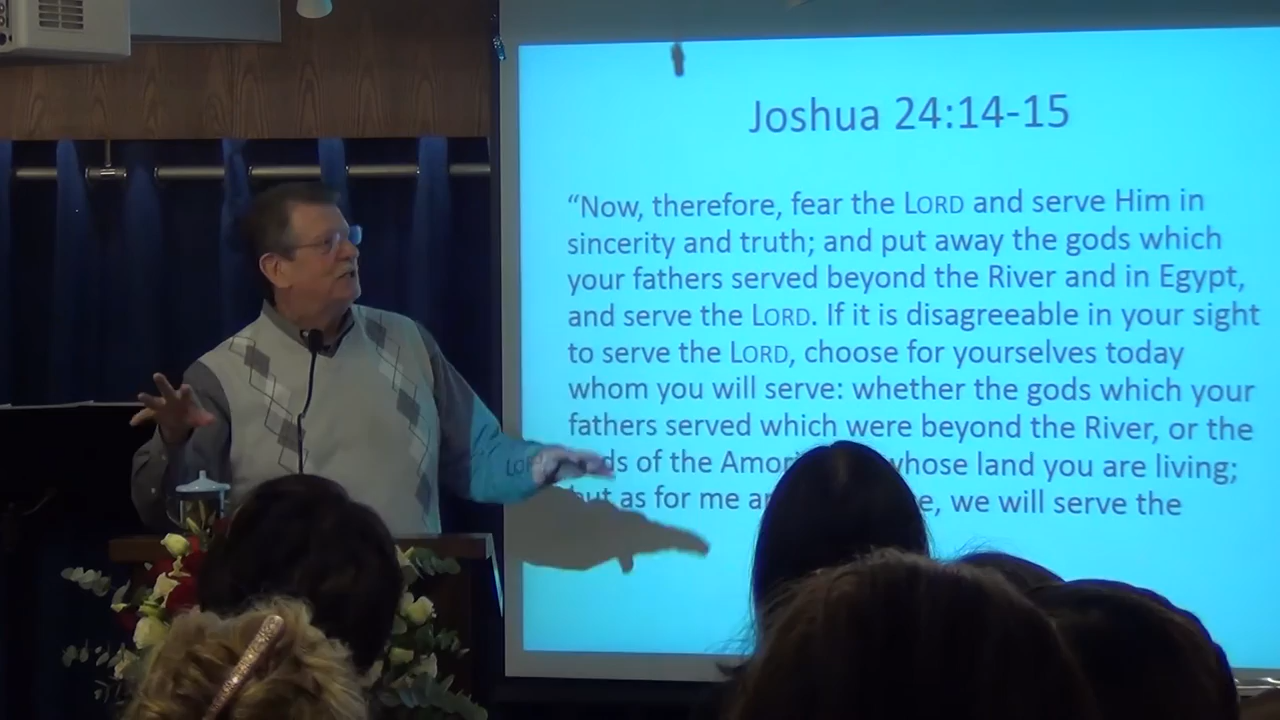 Joshua 24:14-15
“Now, therefore, fear the LORD and serve Him in
sincerity and truth; and put away the gods which
your fathers served beyond the River and in Egypt,
and serve the LORD. If it is disagreeable in your sight
to serve the LORD, choose for yourselves today
whom you will serve: whether the gods which your
fathers served which were beyond the River, or the
of the whose land you are living;
but as for me we will serve the